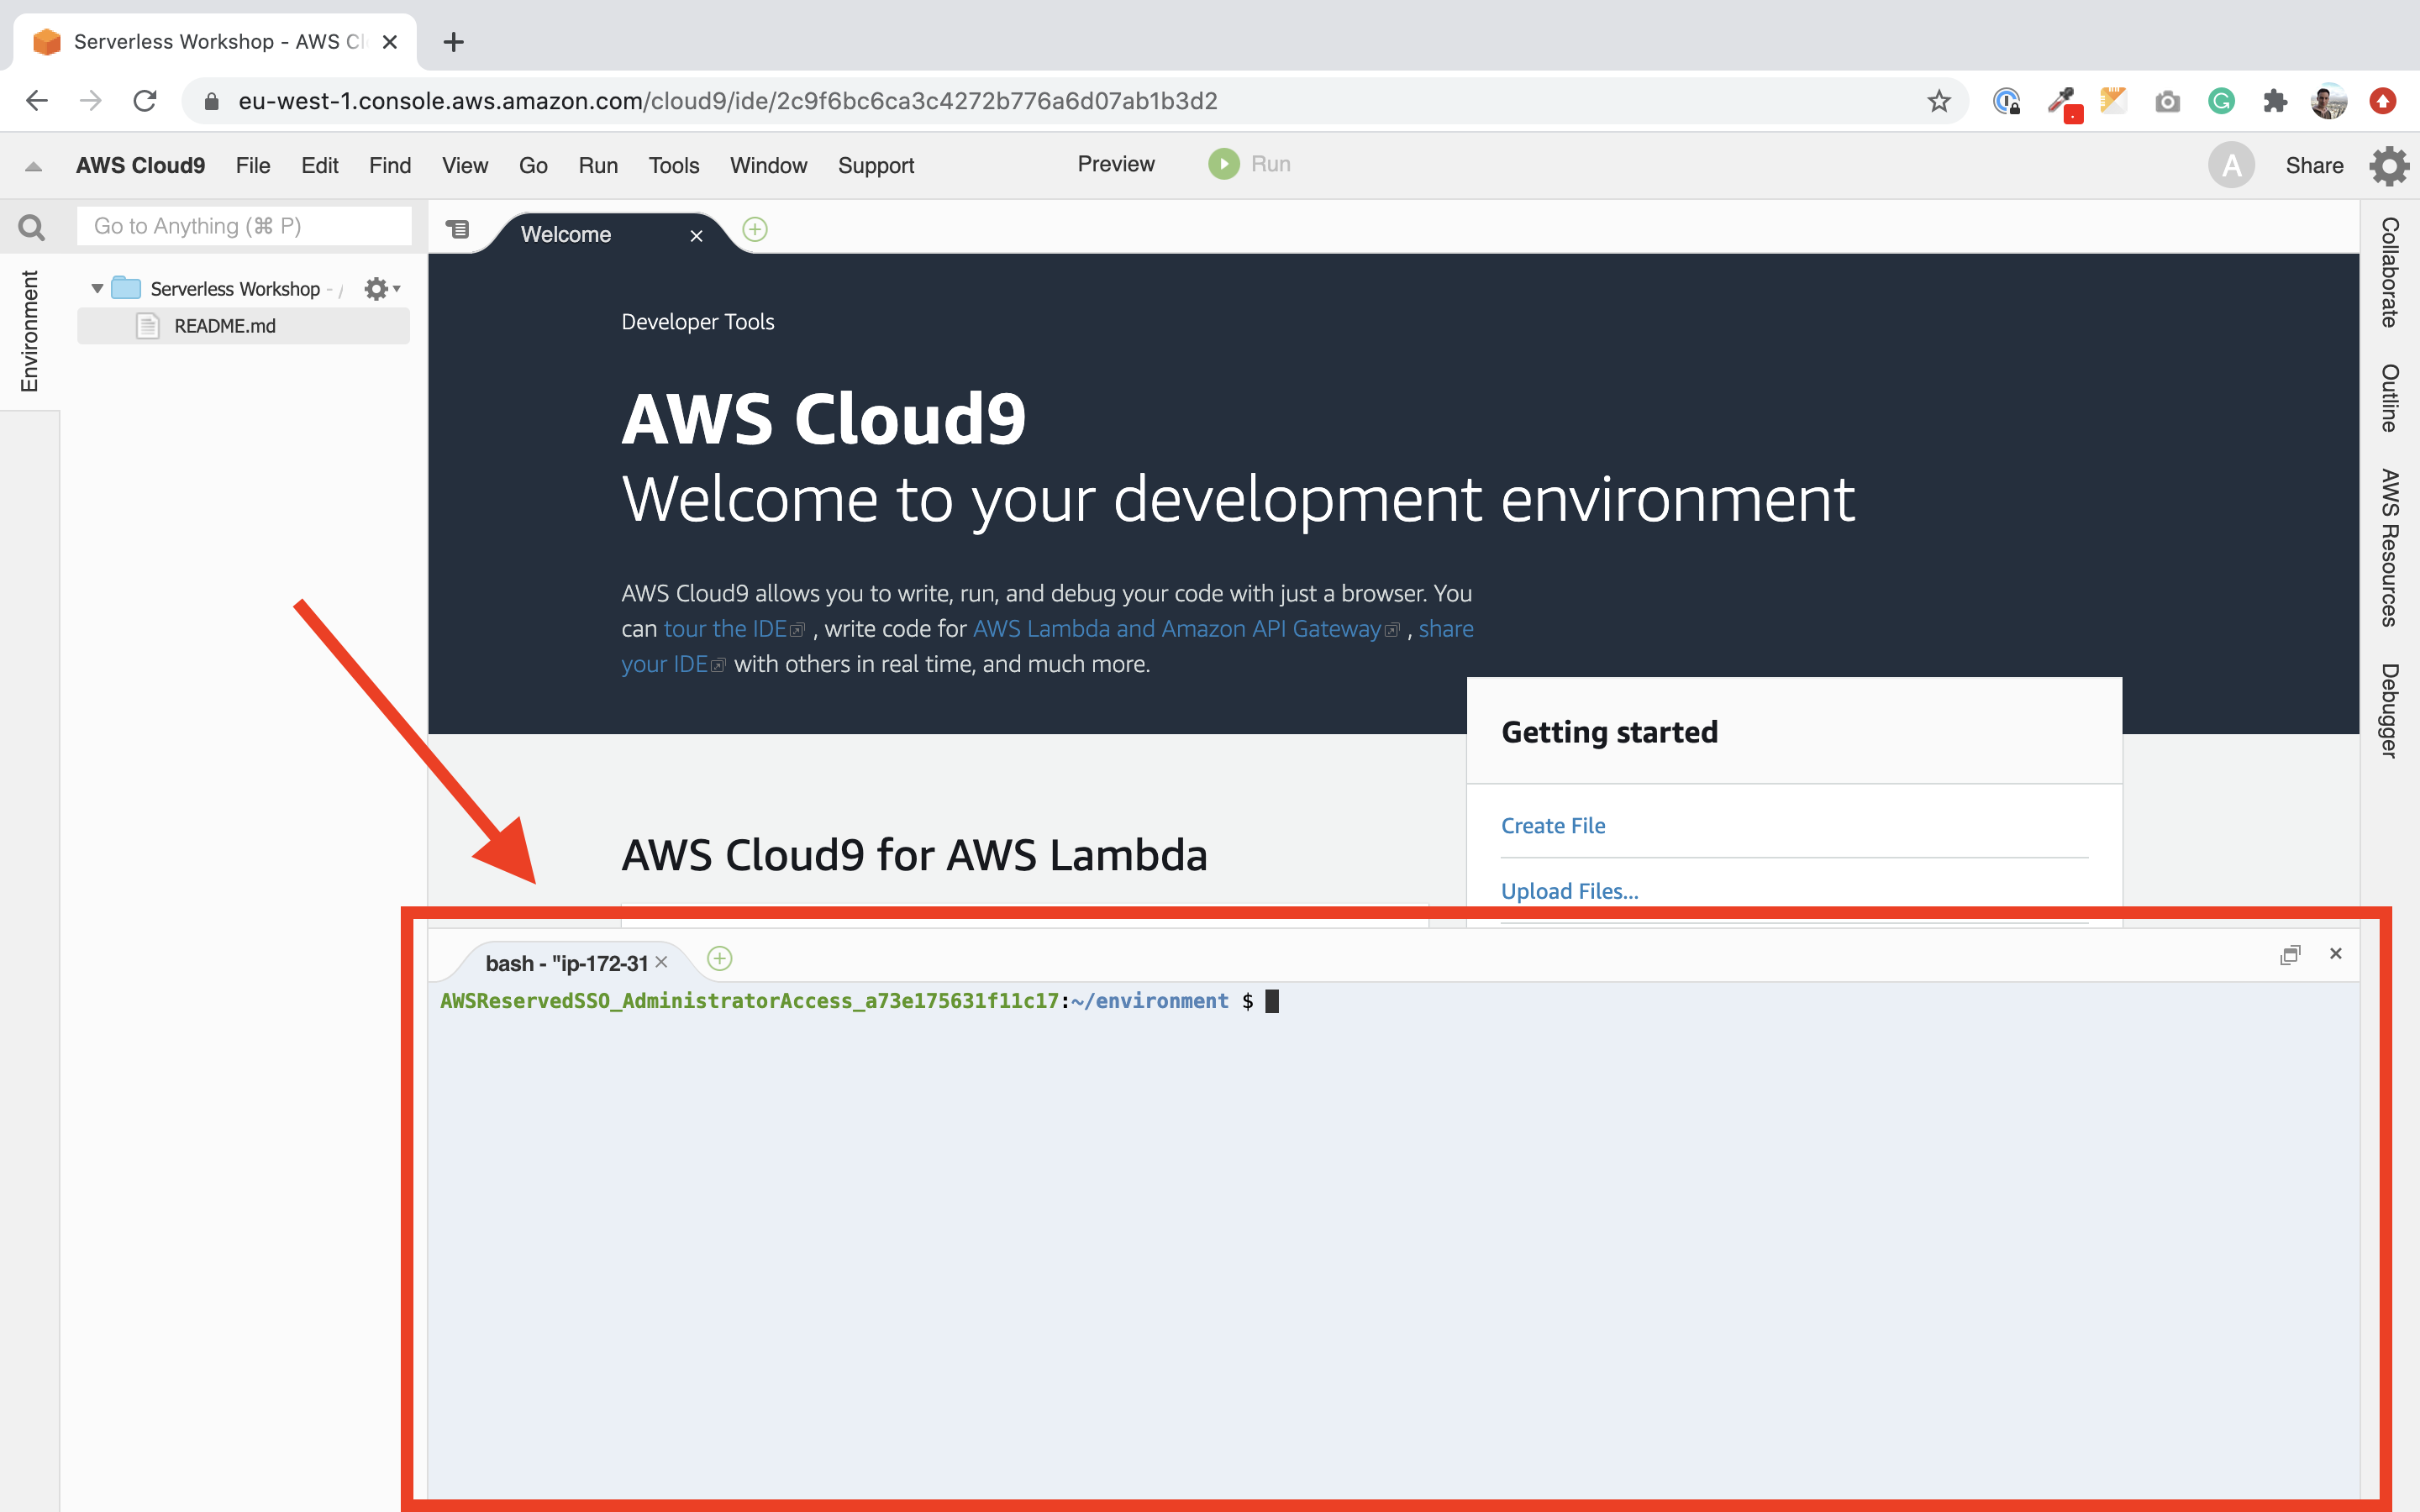 Serverless Workshop - AWS Cl
eu-west-1.console.aws.amazon.com/cloud9/ide/2c9f6bc6ca3c4272b776a6d07ab1b3d2
AWS Cloud9 File Edit Find View Go Run Tools Window Support Preview Run A Share
Go to Anything (⌘ P)
Environment
Serverless Workshop - /
README.md
Welcome
Developer Tools
AWS Cloud9
Welcome to your development environment
AWS Cloud9 allows you to write, run, and debug your code with just a browser. You
can tour the IDE , write code for AWS Lambda and Amazon API Gateway , share
your IDE with others in real time, and much more.
Getting started
Create File
Upload Files...
AWS Cloud9 for AWS Lambda
bash - "ip-172-31
AWSReservedSSO_AdministratorAccess_a73e175631f11c17:~/environment $
Collaborate
Outline
AWS Resources
Debugger